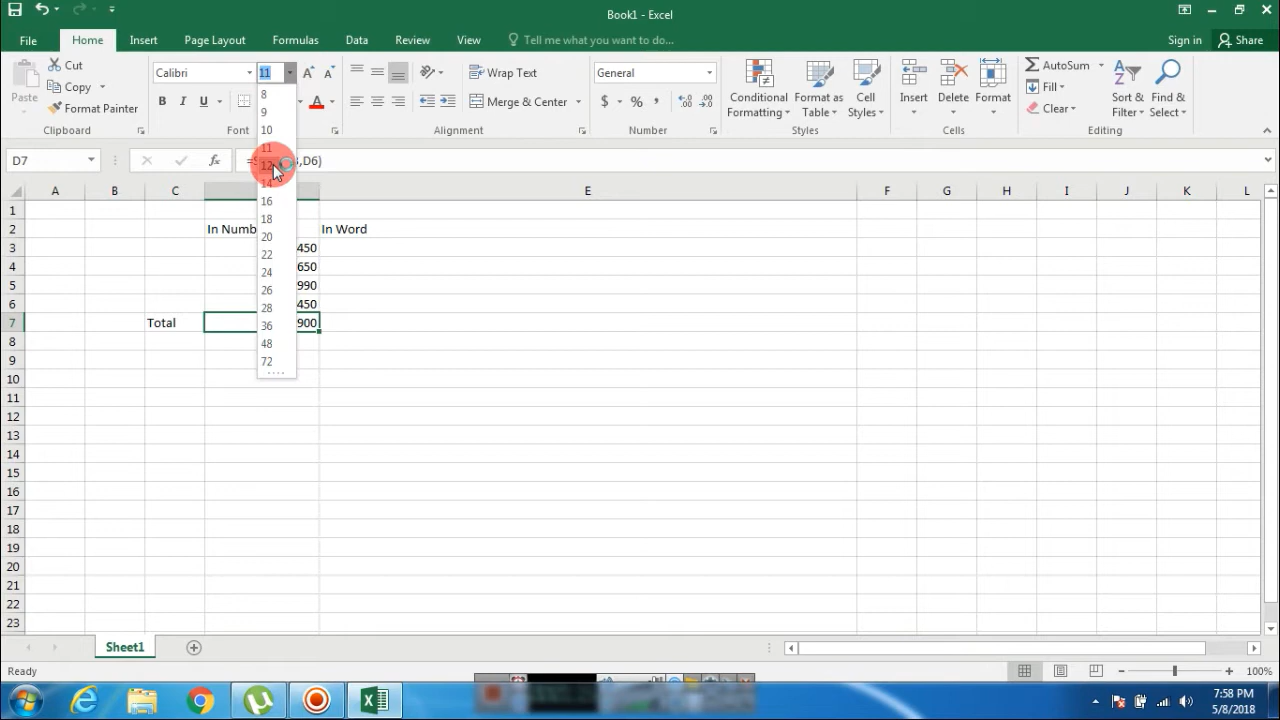 Book1 - Excel
File Home Insert Page Layout Formulas Data Review View Tell me what you want to do... Sign in Share
Paste Cut Copy Format Painter
Calibri 11
B I U A
Wrap Text
Merge & Center
General
$ % ,
Conditional Formatting Format as Table Cell Styles
Insert Delete Format
AutoSum Fill Clear
Sort & Filter Find & Select
Clipboard Font Alignment Number Styles Cells Editing
8
9
10
11
12
14
16
18
20
22
24
26
28
36
48
72
D7 fx ,D6)
A B C E F G H I J K L
1
2 In Numb In Word
3 450
4 650
5 990
6 450
7 Total 900
8
9
10
11
12
13
14
15
16
17
18
19
20
21
22
23
Sheet1
Ready 100%
7:58 PM
5/8/2018